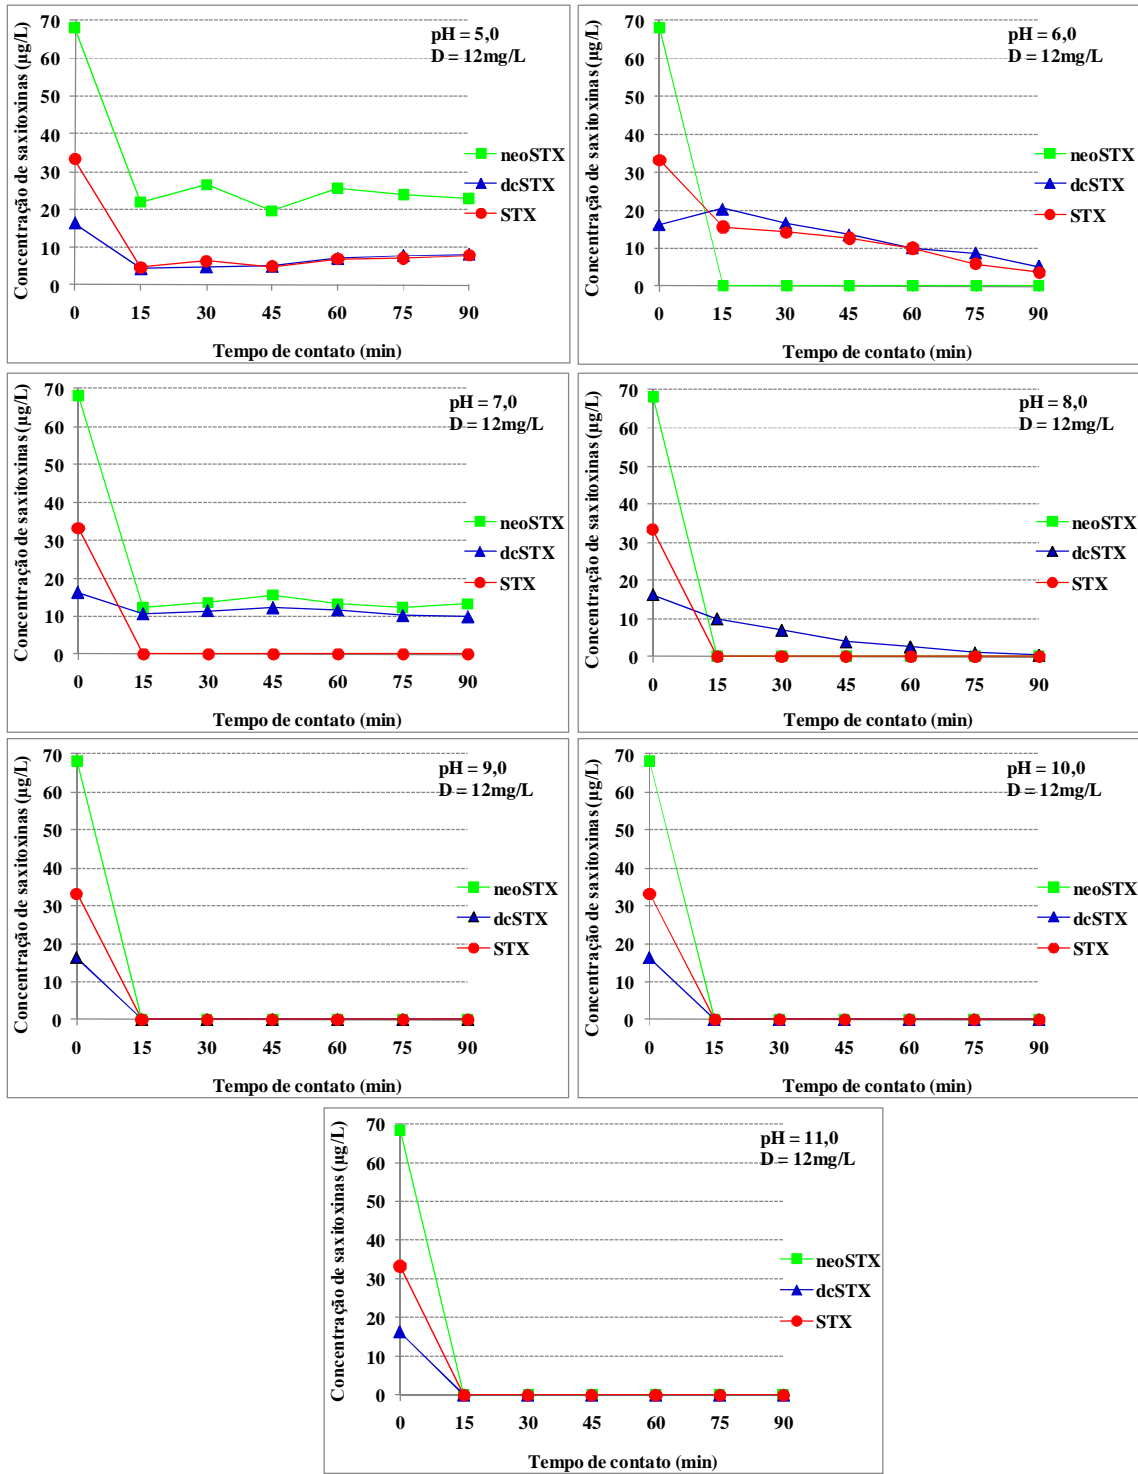 Concentração de saxitoxinas (µg/L)
70
60
50
40
30
20
10
0
pH = 5,0
D = 12mg/L
neoSTX
dcSTX
STX
0 15 30 45 60 75 90
Tempo de contato (min)
Concentração de saxitoxinas (µg/L)
70
60
50
40
30
20
10
0
pH = 6,0
D = 12mg/L
neoSTX
dcSTX
STX
0 15 30 45 60 75 90
Tempo de contato (min)
Concentração de saxitoxinas (µg/L)
70
60
50
40
30
20
10
0
pH = 7,0
D = 12mg/L
neoSTX
dcSTX
STX
0 15 30 45 60 75 90
Tempo de contato (min)
Concentração de saxitoxinas (µg/L)
70
60
50
40
30
20
10
0
pH = 8,0
D = 12mg/L
neoSTX
dcSTX
STX
0 15 30 45 60 75 90
Tempo de contato (min)
Concentração de saxitoxinas (µg/L)
70
60
50
40
30
20
10
0
pH = 9,0
D = 12mg/L
neoSTX
dcSTX
STX
0 15 30 45 60 75 90
Tempo de contato (min)
Concentração de saxitoxinas (µg/L)
70
60
50
40
30
20
10
0
pH = 10,0
D = 12mg/L
neoSTX
dcSTX
STX
0 15 30 45 60 75 90
Tempo de contato (min)
Concentração de saxitoxinas (µg/L)
70
60
50
40
30
20
10
0
pH = 11,0
D = 12mg/L
neoSTX
dcSTX
STX
0 15 30 45 60 75 90
Tempo de contato (min)